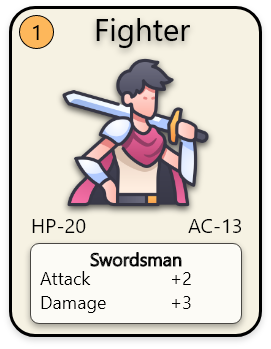 1
Fighter
HP-20 AC-13
Swordsman
Attack +2
Damage +3